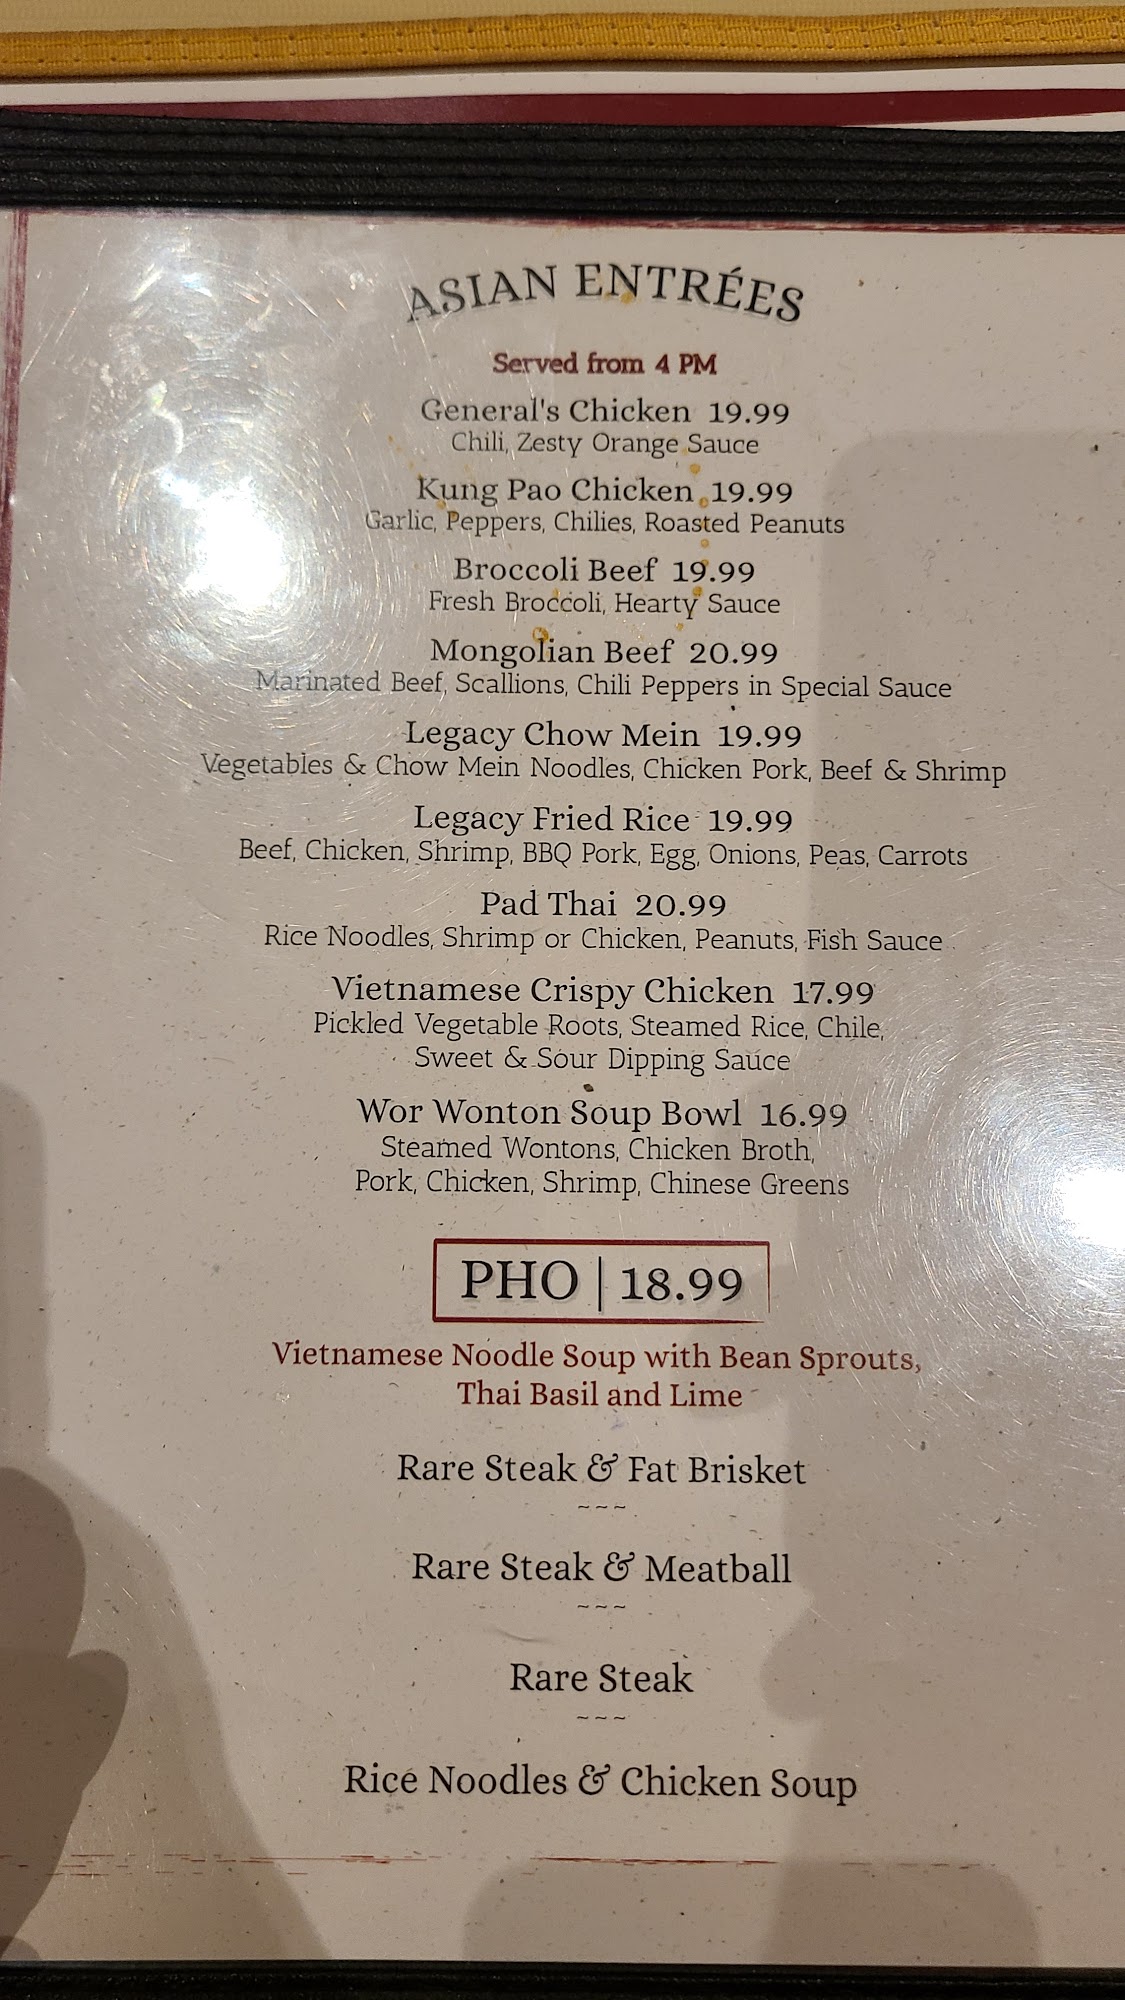 ASIAN ENTRÉES
Served from 4 PM
General's Chicken 19.99
Chili, Zesty Orange Sauce
Kung Pao Chicken 19.99
Garlic, Peppers, Chilies, Roasted Peanuts
Broccoli Beef 19.99
Fresh Broccoli, Hearty Sauce
Mongolian Beef 20.99
Marinated Beef, Scallions, Chili Peppers in Special Sauce
Legacy Chow Mein 19.99
Vegetables & Chow Mein Noodles, Chicken Pork, Beef & Shrimp
Legacy Fried Rice 19.99
Beef, Chicken, Shrimp, BBQ Pork, Egg, Onions, Peas, Carrots
Pad Thai 20.99
Rice Noodles, Shrimp or Chicken, Peanuts, Fish Sauce
Vietnamese Crispy Chicken 17.99
Pickled Vegetable Roots, Steamed Rice, Chile,
Sweet & Sour Dipping Sauce
Wor Wonton Soup Bowl 16.99
Steamed Wontons, Chicken Broth,
Pork, Chicken, Shrimp, Chinese Greens
PHO | 18.99
Vietnamese Noodle Soup with Bean Sprouts,
Thai Basil and Lime
Rare Steak & Fat Brisket
~~~
Rare Steak & Meatball
~~~
Rare Steak
~~~
Rice Noodles & Chicken Soup